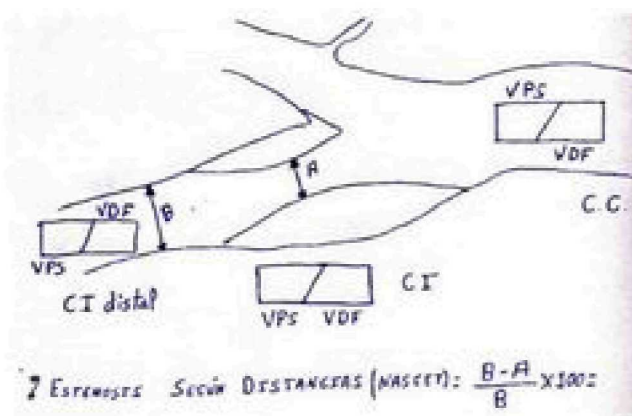 VPS
VDF
A
B
C.C.
VDF
VPS
CI distal
CI
VPS VDF
% ESTENOSIS SEGÚN DISTANCIAS (NASCET): B-A/B X100=